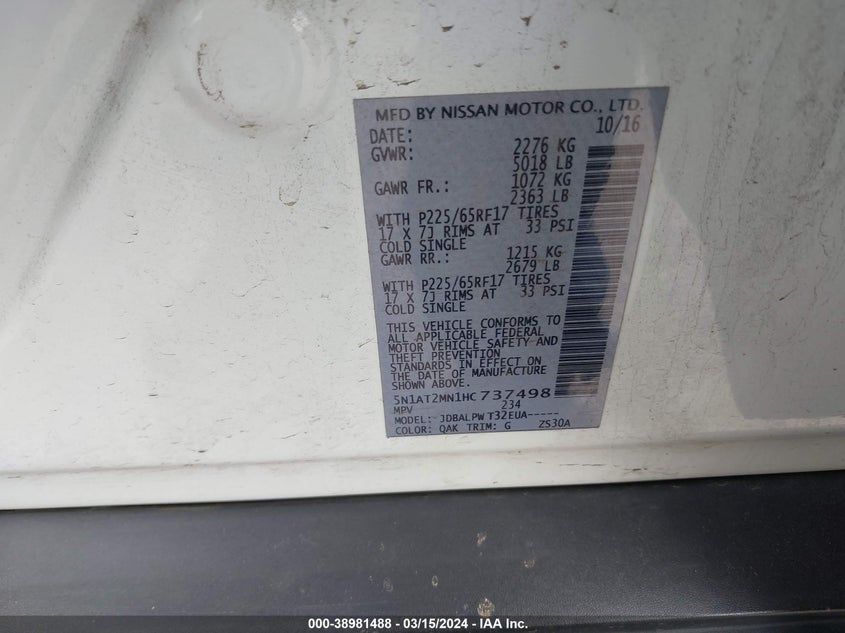 MFD BY NISSAN MOTOR CO., LTD.
DATE: 10/16
GVWR: 2276 KG
5018 LB
GAWR FR.: 1072 KG
2363 LB
WITH P225/65RF17 TIRES
17 X 7J RIMS AT 33 PSI
COLD SINGLE
GAWR RR.: 1215 KG
2679 LB
WITH P225/65RF17 TIRES
17 X 7J RIMS AT 33 PSI
COLD SINGLE
THIS VEHICLE CONFORMS TO
ALL APPLICABLE FEDERAL
MOTOR VEHICLE SAFETY AND
THEFT PREVENTION
STANDARDS IN EFFECT ON
THE DATE OF MANUFACTURE
SHOWN ABOVE.
5N1AT2MN1HC737498
MPV 234
MODEL: JDBALPW T32EUA-----
COLOR: QAK TRIM: G ZS30A
000-38981488 - 03/15/2024 - IAA Inc.